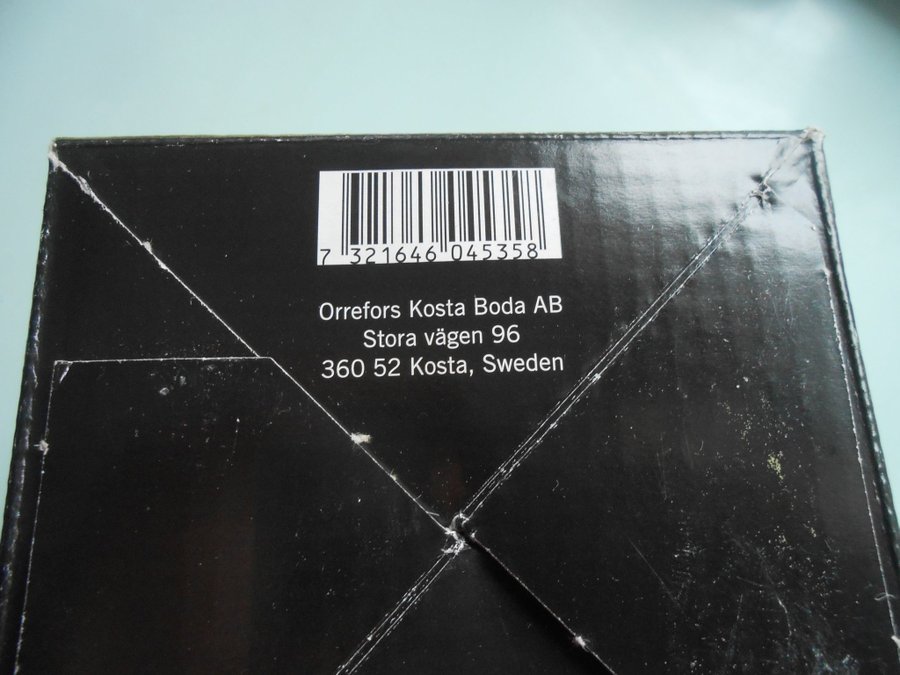 7 321646 045358
Orrefors Kosta Boda AB
Stora vägen 96
360 52 Kosta, Sweden